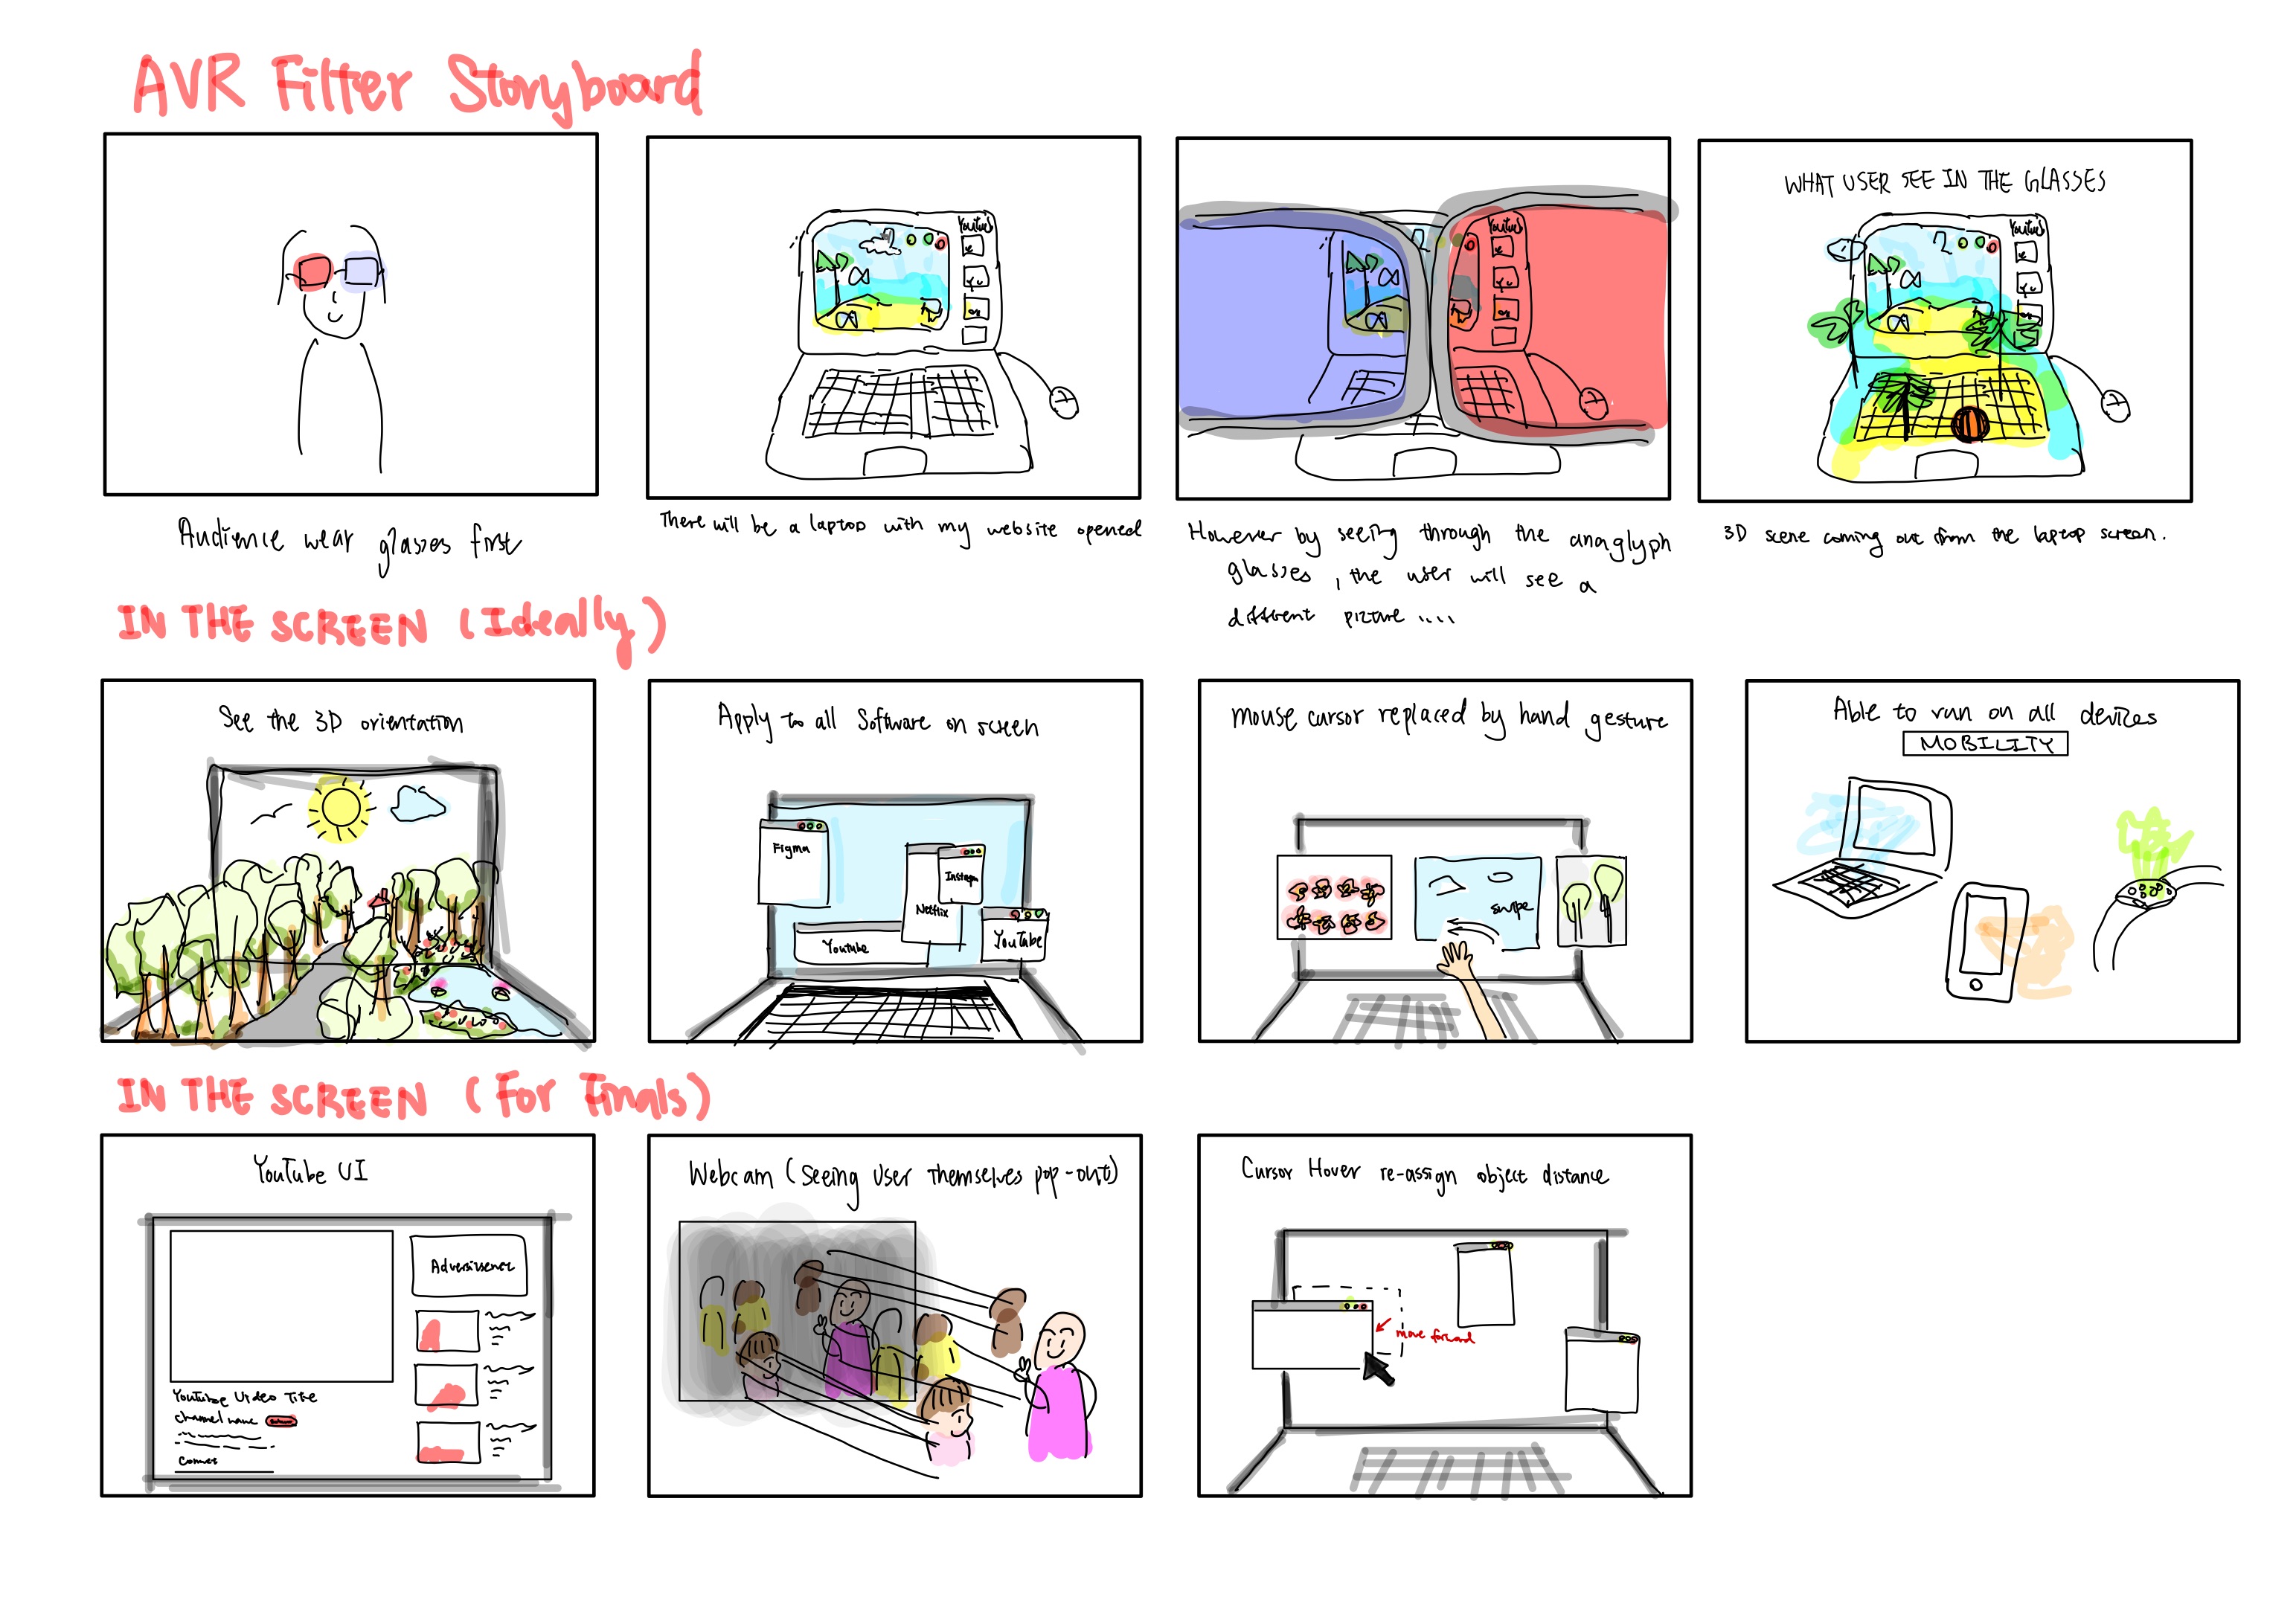 AVR Filter Storyboard
YouTube
YouTube
WHAT USER SEE IN THE GLASSES
YouTube
Audience wear glasses first
There will be a laptop with my website opened
However by seeing through the anaglyph
glasses, the user will see a
different picture ....
3D scene coming out from the laptop screen.
IN THE SCREEN (Ideally)
See the 3D orientation
Apply to all Software on screen
Figma
Instagm
Netflix
Youtube
YouTube
mouse cursor replaced by hand gesture
swipe
Able to run on all devices
MOBILITY
IN THE SCREEN (For Finals)
YouTube UI
Advertisement
Youtube Video Title
channel name
Webcam (Seeing User Themselves pop-out)
Cursor Hover re-assign object distance
move forward